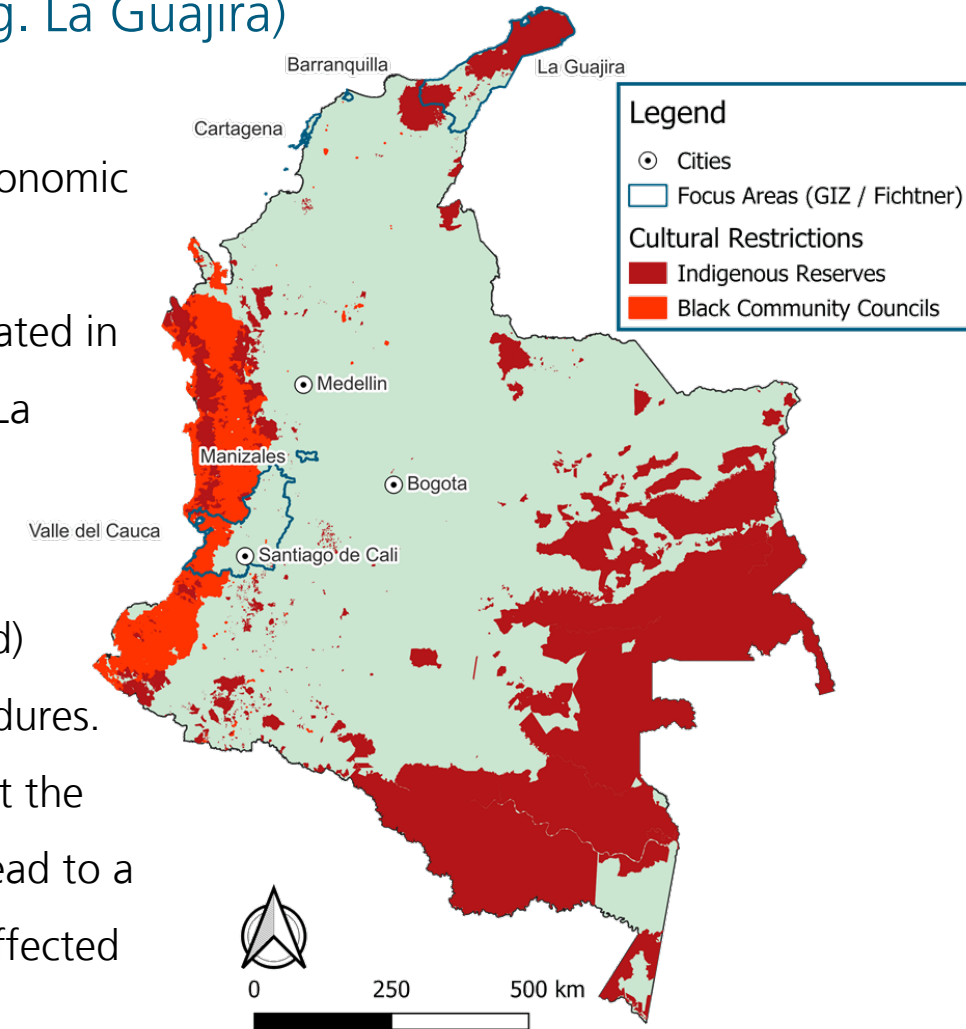 g. La Guajira)
onomic
ated in
La
d)
dures.
t the
ead to a
ffected
Barranquilla
La Guajira
Cartagena
Legend
Cities
Focus Areas (GIZ / Fichtner)
Cultural Restrictions
Indigenous Reserves
Black Community Councils
Medellin
Manizales
Bogota
Valle del Cauca
Santiago de Cali
0 250 500 km